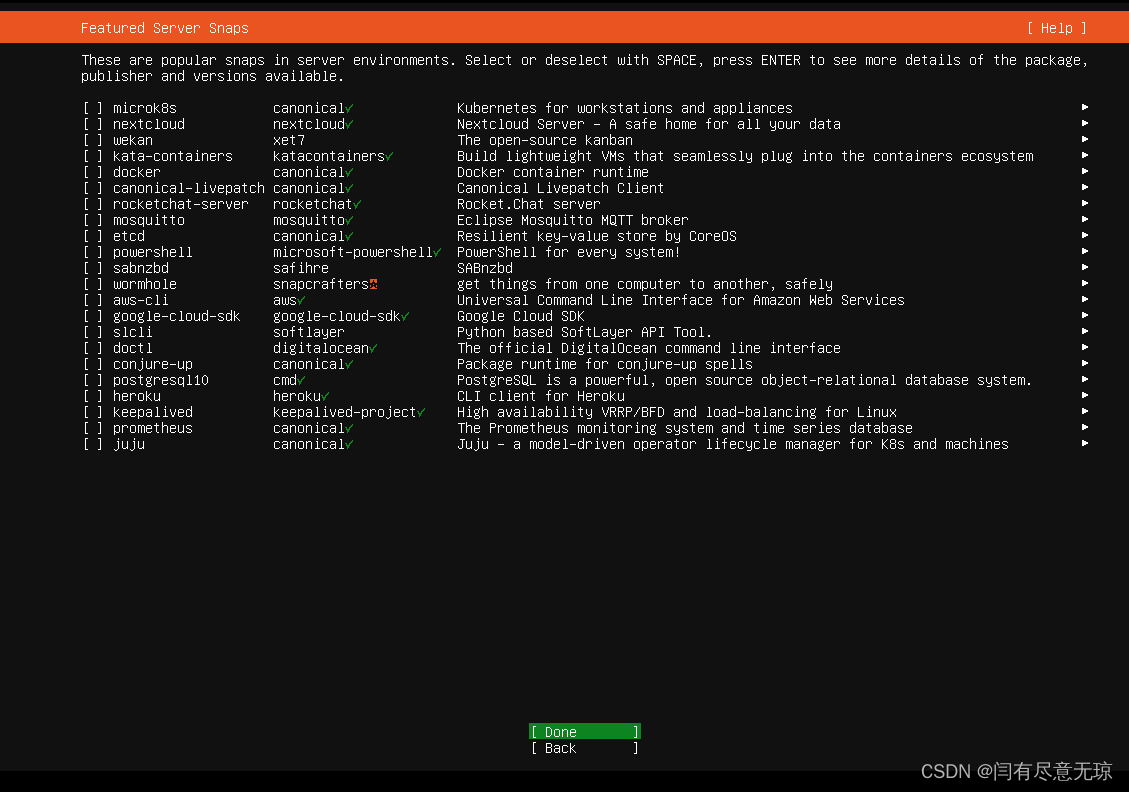 Featured Server Snaps [ Help ]
These are popular snaps in server environments. Select or deselect with SPACE, press ENTER to see more details of the package,
publisher and versions available.
[ ] microk8s canonical✓ Kubernetes for workstations and appliances ▸
[ ] nextcloud nextcloud✓ Nextcloud Server - A safe home for all your data ▸
[ ] wekan xet7 The open-source kanban ▸
[ ] kata-containers katacontainers✓ Build lightweight VMs that seamlessly plug into the containers ecosystem ▸
[ ] docker canonical✓ Docker container runtime ▸
[ ] canonical-livepatch canonical✓ Canonical Livepatch Client ▸
[ ] rocketchat-server rocketchat✓ Rocket.Chat server ▸
[ ] mosquitto mosquitto✓ Eclipse Mosquitto MQTT broker ▸
[ ] etcd canonical✓ Resilient key-value store by CoreOS ▸
[ ] powershell microsoft-powershell✓ PowerShell for every system! ▸
[ ] sabnzbd safihre SABnzbd ▸
[ ] wormhole snapcrafters✪ get things from one computer to another, safely ▸
[ ] aws-cli aws✓ Universal Command Line Interface for Amazon Web Services ▸
[ ] google-cloud-sdk google-cloud-sdk✓ Google Cloud SDK ▸
[ ] slcli softlayer Python based SoftLayer API Tool. ▸
[ ] doctl digitalocean✓ The official DigitalOcean command line interface ▸
[ ] conjure-up canonical✓ Package runtime for conjure-up spells ▸
[ ] postgresql10 cmd✓ PostgreSQL is a powerful, open source object-relational database system. ▸
[ ] heroku heroku✓ CLI client for Heroku ▸
[ ] keepalived keepalived-project✓ High availability VRRP/BFD and load-balancing for Linux ▸
[ ] prometheus canonical✓ The Prometheus monitoring system and time series database ▸
[ ] juju canonical✓ Juju - a model-driven operator lifecycle manager for K8s and machines ▸
[ Done ]
[ Back ]
CSDN @闫有尽意无琼